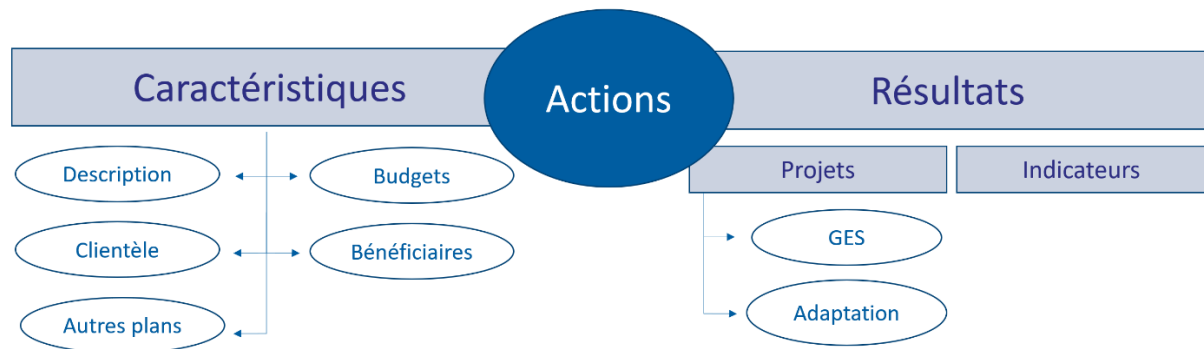 Caractéristiques
Actions
Résultats
Description
Budgets
Clientèle
Bénéficiaires
Autres plans
Projets
Indicateurs
GES
Adaptation